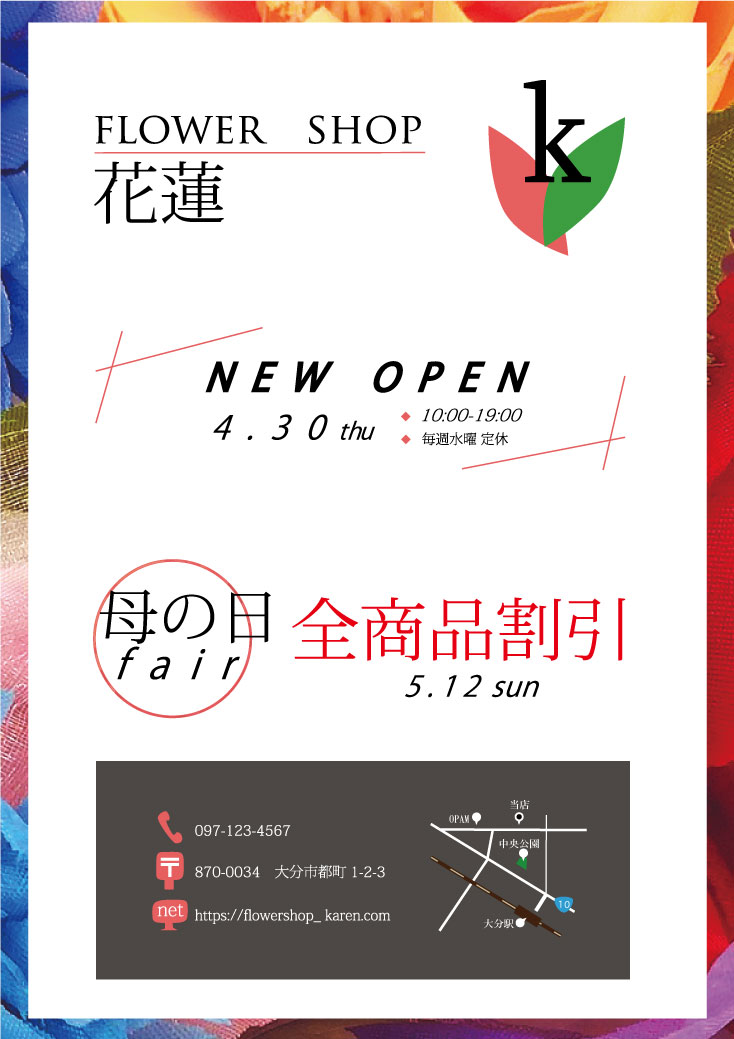 FLOWER SHOP
花蓮
k
NEW OPEN
4.30 thu
10:00-19:00
毎週水曜 定休
母の日
fair
全商品割引
5.12 sun
097-123-4567
〒 870-0034 大分市都町 1-2-3
net https://flowershop_ karen.com
当店
OPAM
中央公園
10
大分駅